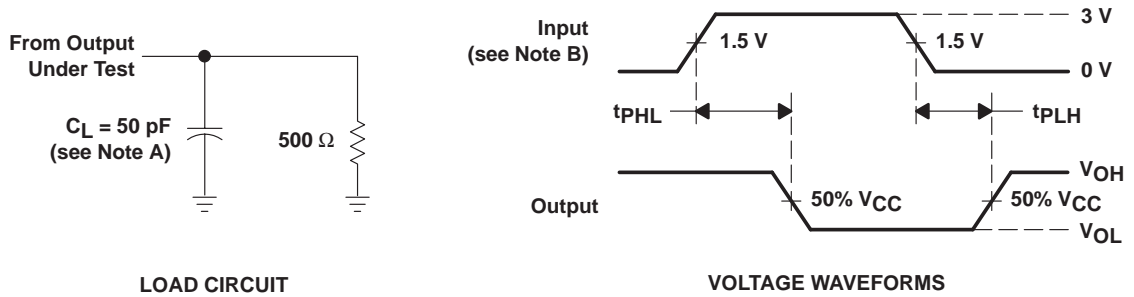 From Output
Under Test
CL = 50 pF
(see Note A)
500 Ω
LOAD CIRCUIT
Input
(see Note B)
1.5 V
1.5 V
3 V
0 V
tPHL
tPLH
Output
50% VCC
50% VCC
VOH
VOL
VOLTAGE WAVEFORMS